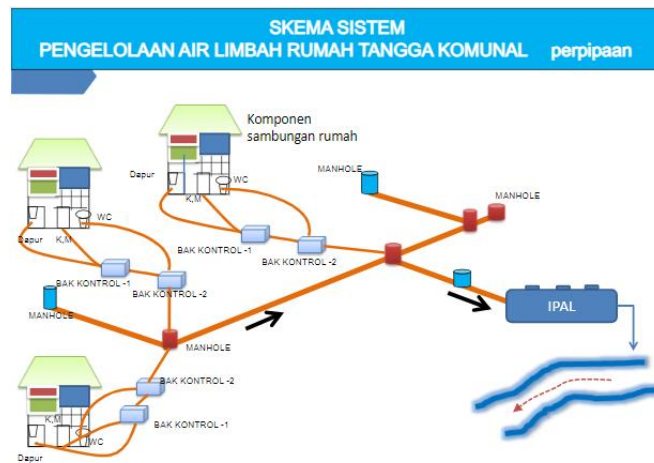 SKEMA SISTEM
PENGELOLAAN AIR LIMBAH RUMAH TANGGA KOMUNAL perpipaan
Komponen
sambungan rumah
Dapur
WC
K,M
BAK KONTROL -1
BAK KONTROL -2
MANHOLE
MANHOLE
WC
Dapur
K,M
BAK KONTROL -1
BAK KONTROL -2
MANHOLE
MANHOLE
IPAL
BAK KONTROL -2
BAK KONTROL -1
K,M
WC
Dapur